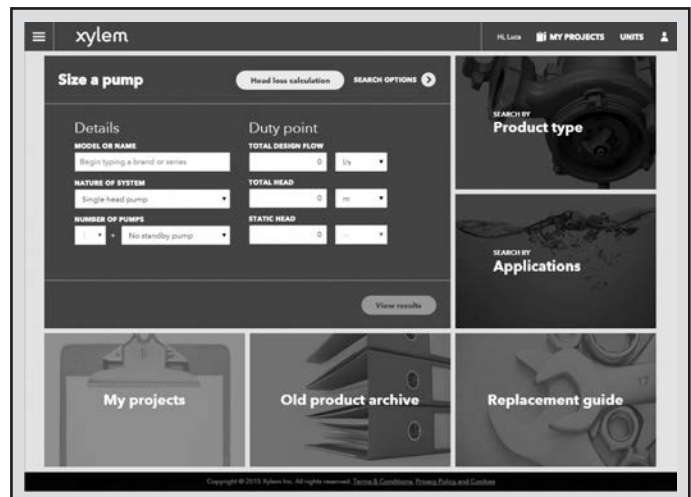 xylem
Hi, Luca MY PROJECTS UNITS
Size a pump
Head loss calculation
SEARCH OPTIONS
Details
MODEL OR NAME
Begin typing a brand or series
NATURE OF SYSTEM
Single head pump
NUMBER OF PUMPS
1 + No standby pump
Duty point
TOTAL DESIGN FLOW
0 l/s
TOTAL HEAD
0 m
STATIC HEAD
0
View results
SEARCH BY
Product type
SEARCH BY
Applications
My projects
Old product archive
Replacement guide
17
Copyright © 2015 Xylem Inc. All rights reserved. Terms & Conditions, Privacy Policy and Cookies